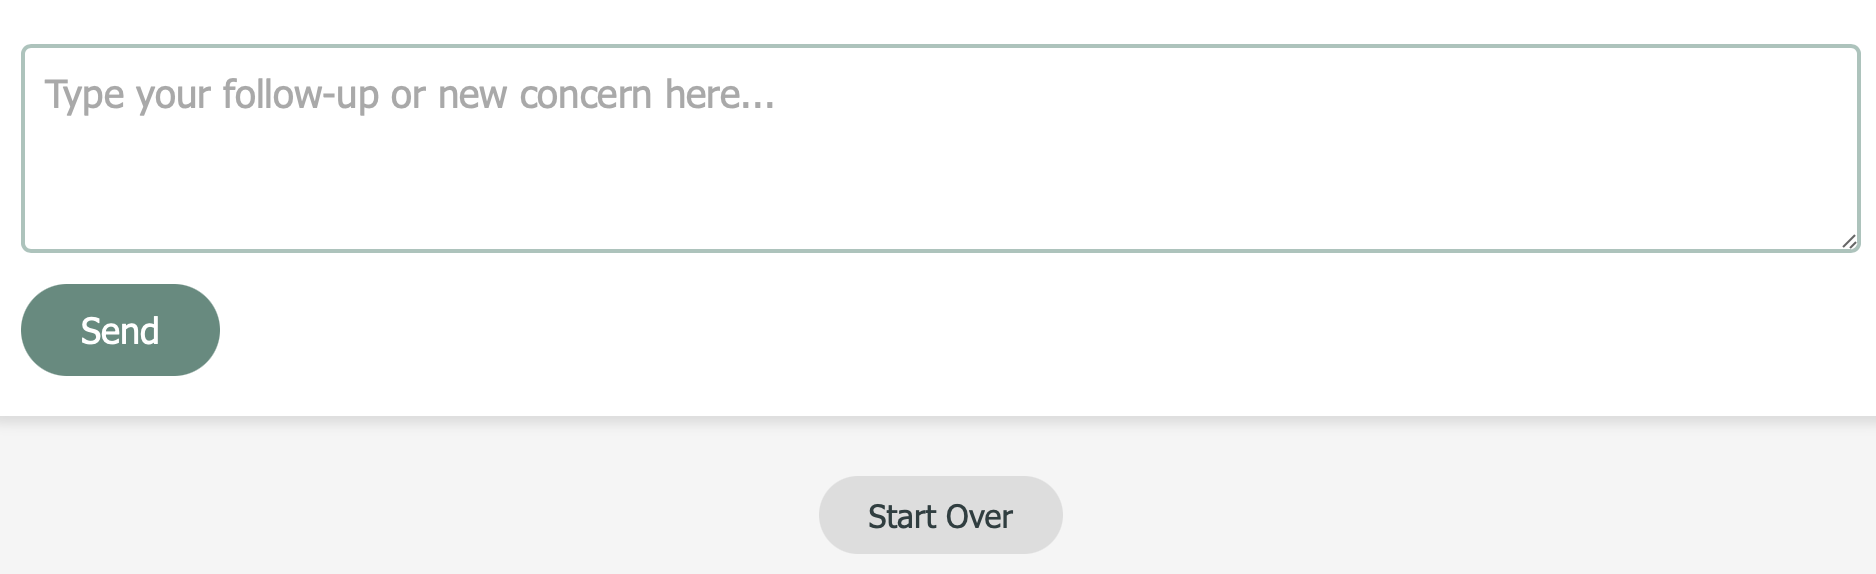 Type your follow-up or new concern here...
Send
Start Over